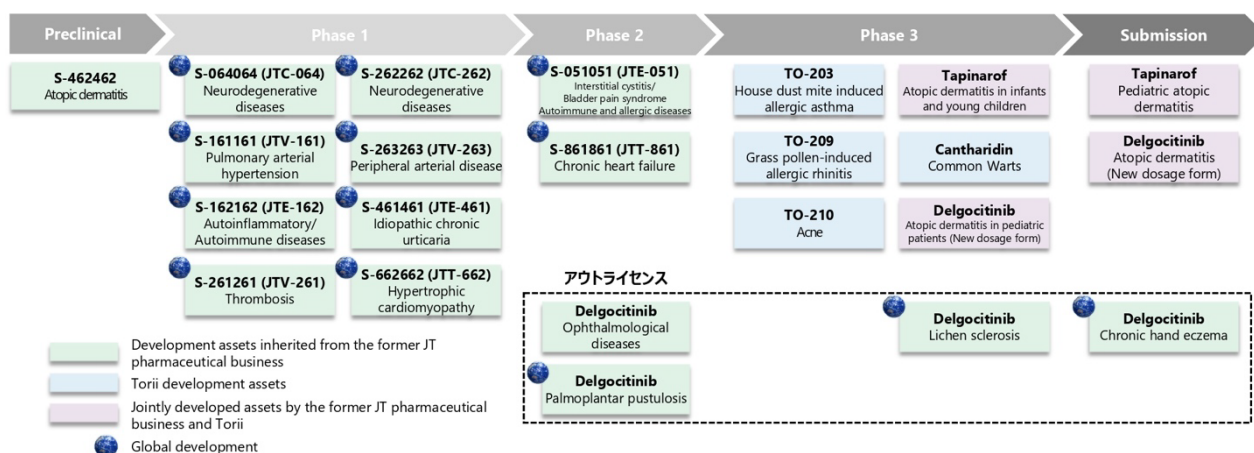 Preclinical
Phase 1
Phase 2
Phase 3
Submission
S-462462
Atopic dermatitis
S-064064 (JTC-064)
Neurodegenerative
diseases
S-161161 (JTV-161)
Pulmonary arterial
hypertension
S-162162 (JTE-162)
Autoinflammatory/
Autoimmune diseases
S-261261 (JTV-261)
Thrombosis
S-262262 (JTC-262)
Neurodegenerative
diseases
S-263263 (JTV-263)
Peripheral arterial disease
S-461461 (JTE-461)
Idiopathic chronic
urticaria
S-662662 (JTT-662)
Hypertrophic
cardiomyopathy
S-051051 (JTE-051)
Interstitial cystitis/
Bladder pain syndrome
Autoimmune and allergic diseases
S-861861 (JTT-861)
Chronic heart failure
TO-203
House dust mite induced
allergic asthma
TO-209
Grass pollen-induced
allergic rhinitis
TO-210
Acne
Tapinarof
Atopic dermatitis in infants
and young children
Cantharidin
Common Warts
Delgocitinib
Atopic dermatitis in pediatric
patients (New dosage form)
Tapinarof
Pediatric atopic
dermatitis
Delgocitinib
Atopic dermatitis
(New dosage form)
アウトライセンス
Delgocitinib
Ophthalmological
diseases
Delgocitinib
Palmoplantar pustulosis
Delgocitinib
Lichen sclerosis
Delgocitinib
Chronic hand eczema
Development assets inherited from the former JT
pharmaceutical business
Torii development assets
Jointly developed assets by the former JT pharmaceutical
business and Torii
Global development